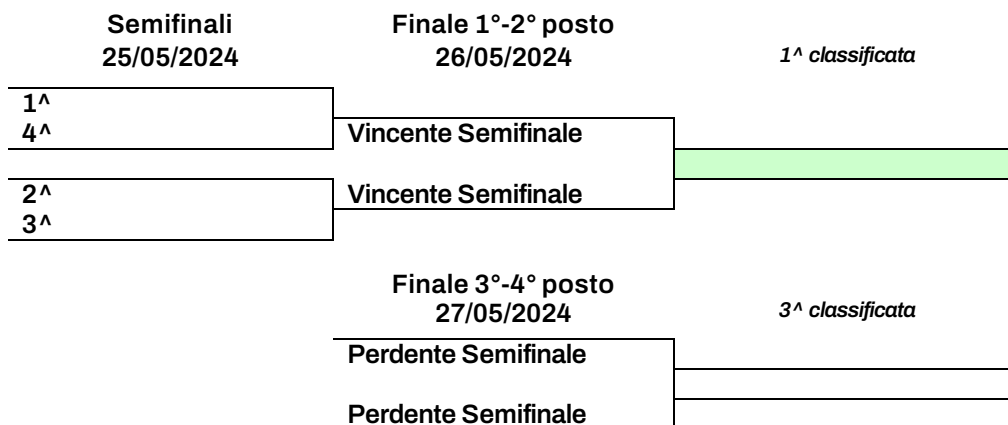 Semifinali
25/05/2024
Finale 1°-2° posto
26/05/2024
1^ classificata
1^
4^
Vincente Semifinale
2^
3^
Vincente Semifinale
Finale 3°-4° posto
27/05/2024
3^ classificata
Perdente Semifinale
Perdente Semifinale